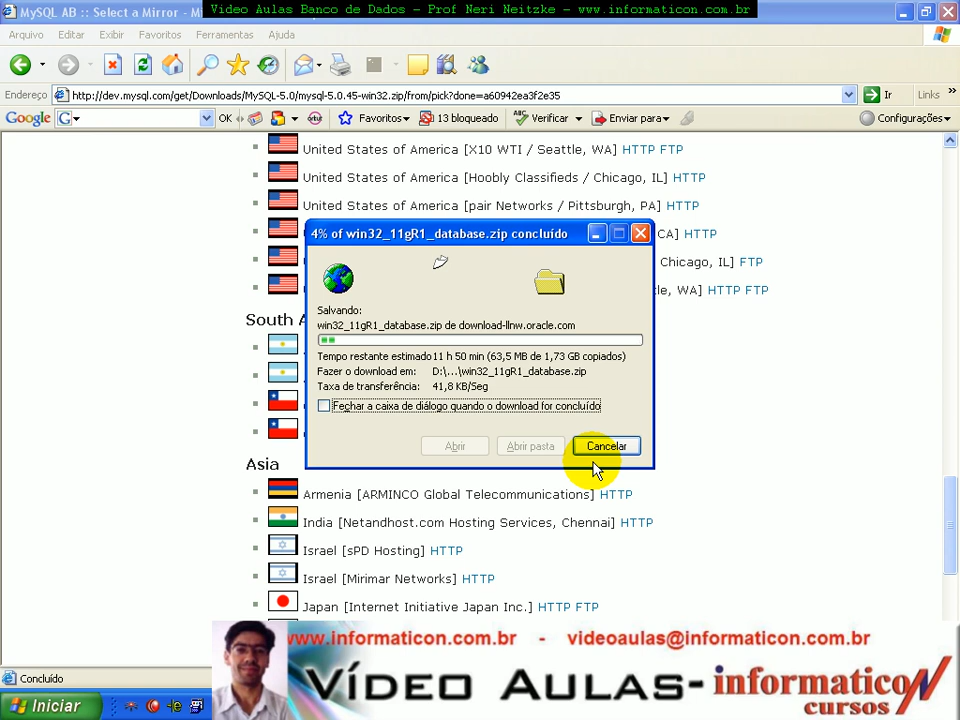 MySQL AB :: Select a Mirror - M
Video Aulas Banco de Dados - Prof Neri Neitzke - www.informaticon.com.br
Arquivo Editar Exibir Favoritos Ferramentas Ajuda
Endereço http://dev.mysql.com/get/Downloads/MySQL-5.0/mysql-5.0.45-win32.zip/from/pick?done=a60942ea3f2e35 Ir Links »
Google G OK Favoritos 13 bloqueado Verificar Enviar para Configurações
United States of America [X10 WTI / Seattle, WA] HTTP FTP
United States of America [Hoobly Classifieds / Chicago, IL] HTTP
United States of America [pair Networks / Pittsburgh, PA] HTTP
CA] HTTP
Chicago, IL] FTP
le, WA] HTTP FTP
South A
4% of win32_11gR1_database.zip concluído
Salvando:
win32_11gR1_database.zip de download-llnw.oracle.com
Tempo restante estimado 11 h 50 min (63,5 MB de 1,73 GB copiados)
Fazer o download em: D:\...\win32_11gR1_database.zip
Taxa de transferência: 41,8 KB/Seg
Fechar a caixa de diálogo quando o download for concluído
Abrir Abrir pasta Cancelar
Asia
Armenia [ARMINCO Global Telecommunications] HTTP
India [Netandhost.com Hosting Services, Chennai] HTTP
Israel [sPD Hosting] HTTP
Israel [Mirimar Networks] HTTP
Japan [Internet Initiative Japan Inc.] HTTP FTP
www.informaticon.com.br - videoaulas@informaticon.com.br
Vídeo Aulas- informaticon
cursos
Concluído
Iniciar